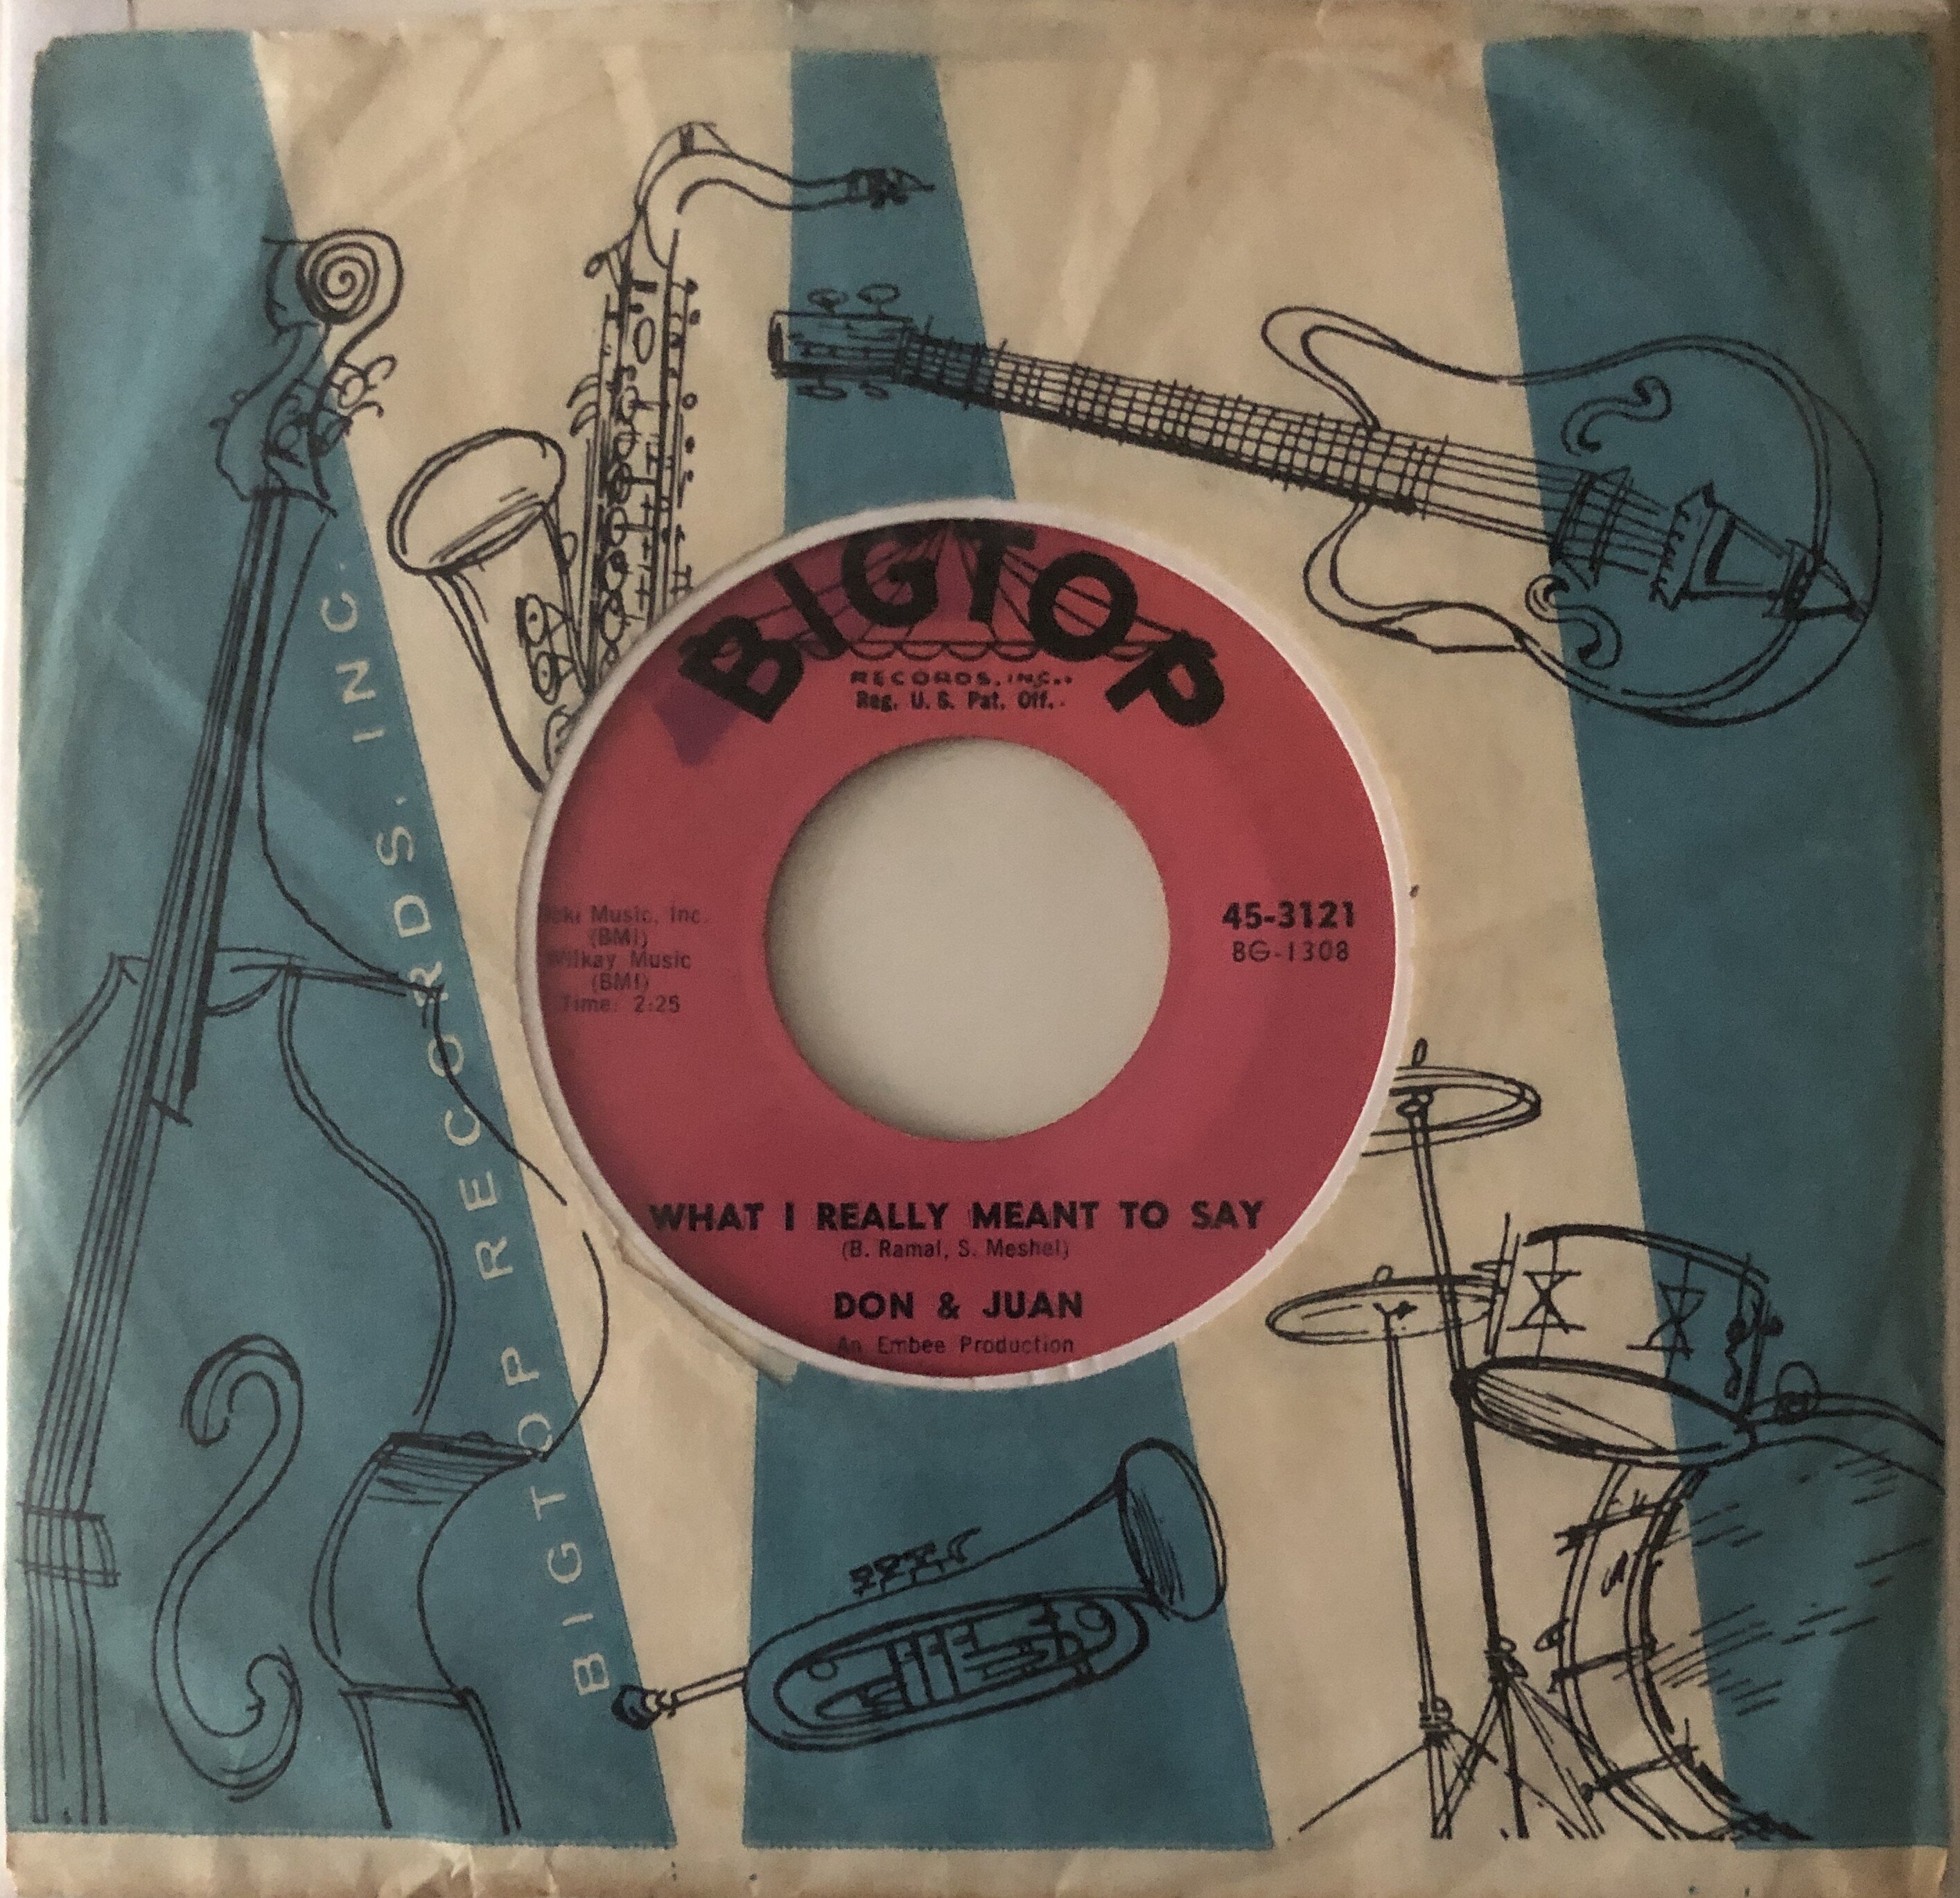 BIGTOP RECORDS. INC.
BIGTOP
RECORDS, INC.
Reg. U. S. Pat. Off.
Music, Inc.
(BMI)
Wilkay Music
(BMI)
Time: 2:25
45-3121
BG-1308
WHAT I REALLY MEANT TO SAY
(B. Ramal, S. Meshel)
DON & JUAN
An Embee Production